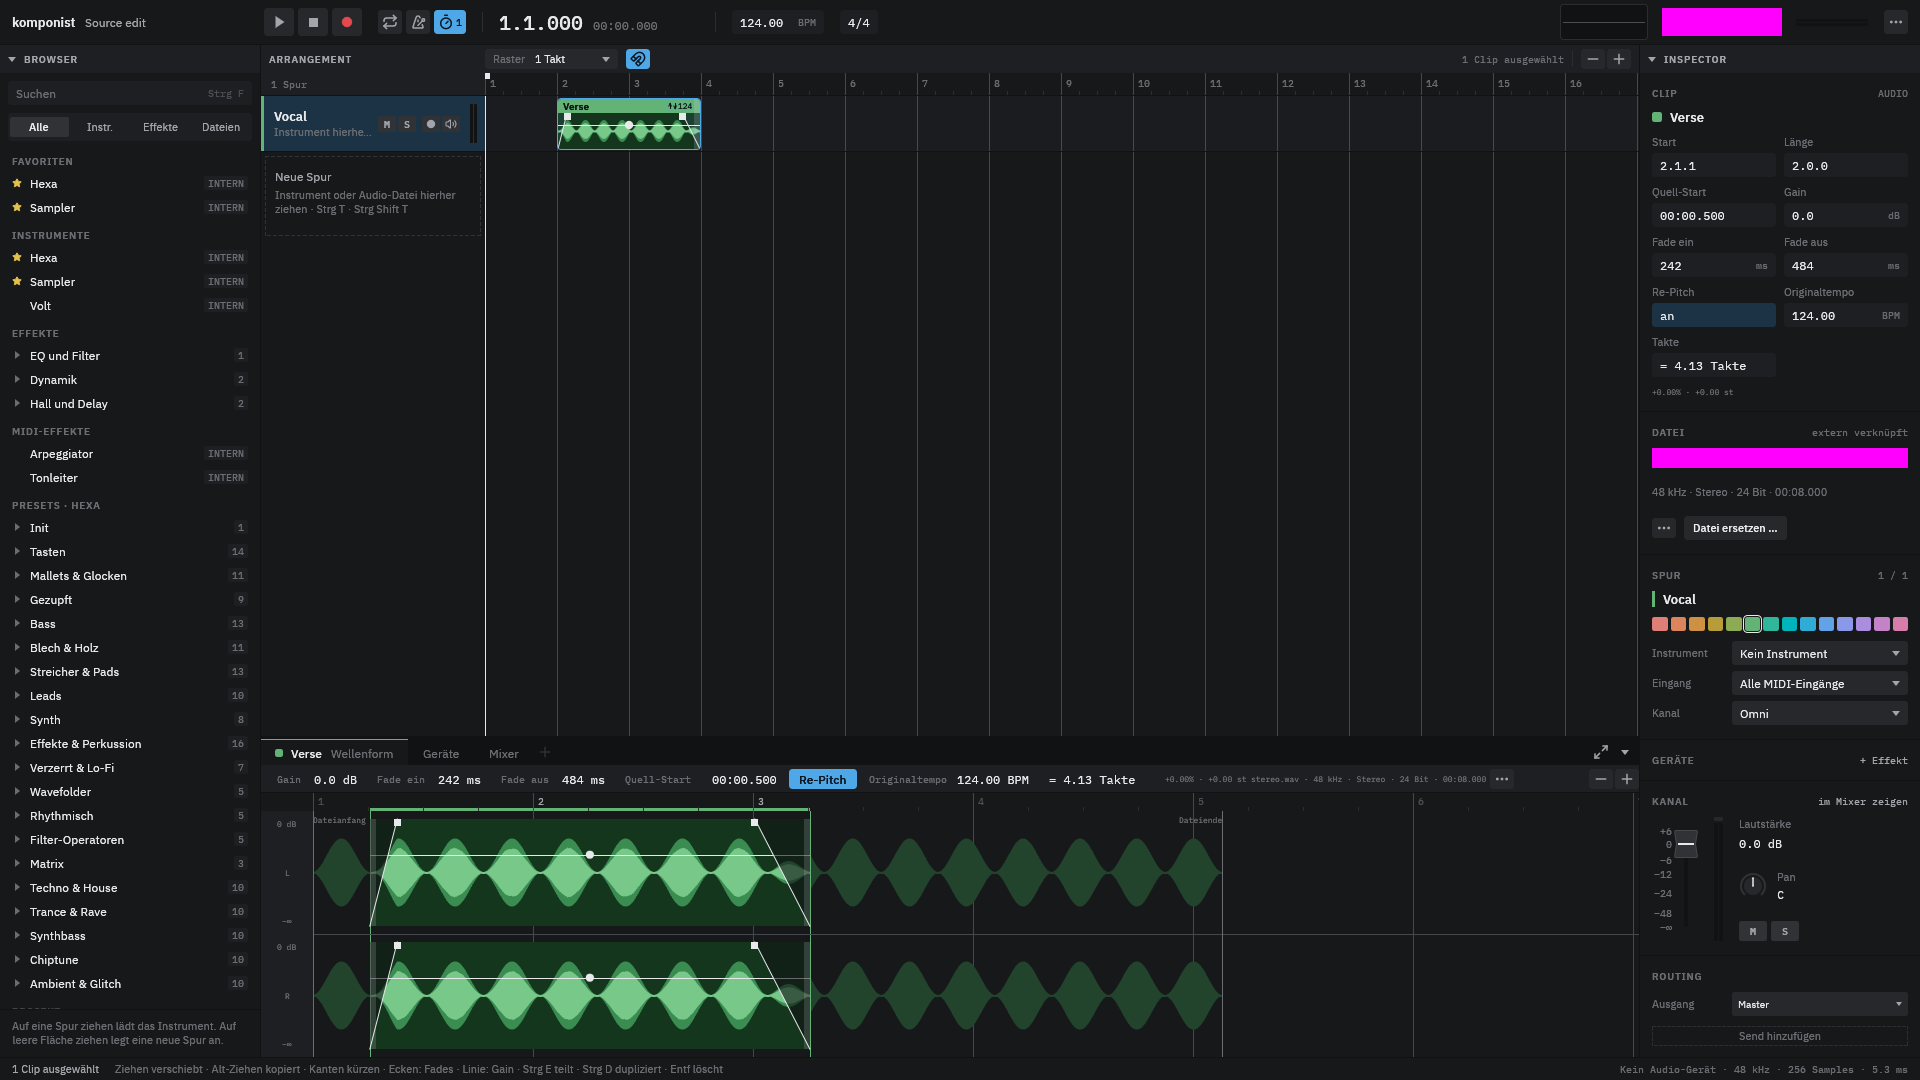 komponist Source edit
1
1.1.000 00:00.000
124.00 BPM
4/4
BROWSER
Suchen Strg F
Alle Instr. Effekte Dateien
FAVORITEN
Hexa INTERN
Sampler INTERN
INSTRUMENTE
Hexa INTERN
Sampler INTERN
Volt INTERN
EFFEKTE
EQ und Filter 1
Dynamik 2
Hall und Delay 2
MIDI-EFFEKTE
Arpeggiator INTERN
Tonleiter INTERN
PRESETS · HEXA
Init 1
Tasten 14
Mallets & Glocken 11
Gezupft 9
Bass 8
Blech & Holz 11
Streicher & Pads 13
Leads 10
Synth 8
Effekte & Perkussion 16
Verzerrt & Lo-Fi 7
Wavefolder 5
Rhythmisch 5
Filter-Operatoren 5
Matrix 3
Techno & House 10
Trance & Rave 10
Synthbass 10
Chiptune 10
Ambient & Glitch 10
Auf eine Spur ziehen lädt das Instrument. Auf
leere Fläche ziehen legt eine neue Spur an.
ARRANGEMENT
Raster 1 Takt
1 Clip ausgewählt
1 Spur
1 2 3 4 5 6 7 8 9 10 11 12 13 14 15 16
Vocal
Instrument hierhe...
M S
Verse 124
Neue Spur
Instrument oder Audio-Datei hierher
ziehen · Strg T · Strg Shift T
Verse Wellenform Geräte Mixer
Gain 0.0 dB Fade ein 242 ms Fade aus 484 ms Quell-Start 00:00.500 Re-Pitch Originaltempo 124.00 BPM = 4.13 Takte +0.00% · +0.00 st stereo.wav · 48 kHz · Stereo · 24 Bit · 00:08.000
1 2 3 4 5 6
Dateianfang Dateiende
0 dB
L
-∞
0 dB
R
-∞
INSPECTOR
CLIP AUDIO
Verse
Start Länge
2.1.1 2.0.0
Quell-Start Gain
00:00.500 0.0 dB
Fade ein Fade aus
242 ms 484 ms
Re-Pitch Originaltempo
an 124.00 BPM
Takte
= 4.13 Takte
+0.00% · +0.00 st
DATEI extern verknüpft
48 kHz · Stereo · 24 Bit · 00:08.000
Datei ersetzen ...
SPUR 1 / 1
Vocal
Instrument Kein Instrument
Eingang Alle MIDI-Eingänge
Kanal Omni
GERÄTE + Effekt
KANAL im Mixer zeigen
+6
0
-6
-12
-24
-48
-∞
Lautstärke
0.0 dB
Pan
C
M S
ROUTING
Ausgang Master
Send hinzufügen
1 Clip ausgewählt Ziehen verschiebt · Alt-Ziehen kopiert · Kanten kürzen · Ecken: Fades · Linie: Gain · Strg E teilt · Strg D dupliziert · Entf löscht
Kein Audio-Gerät · 48 kHz · 256 Samples · 5.3 ms